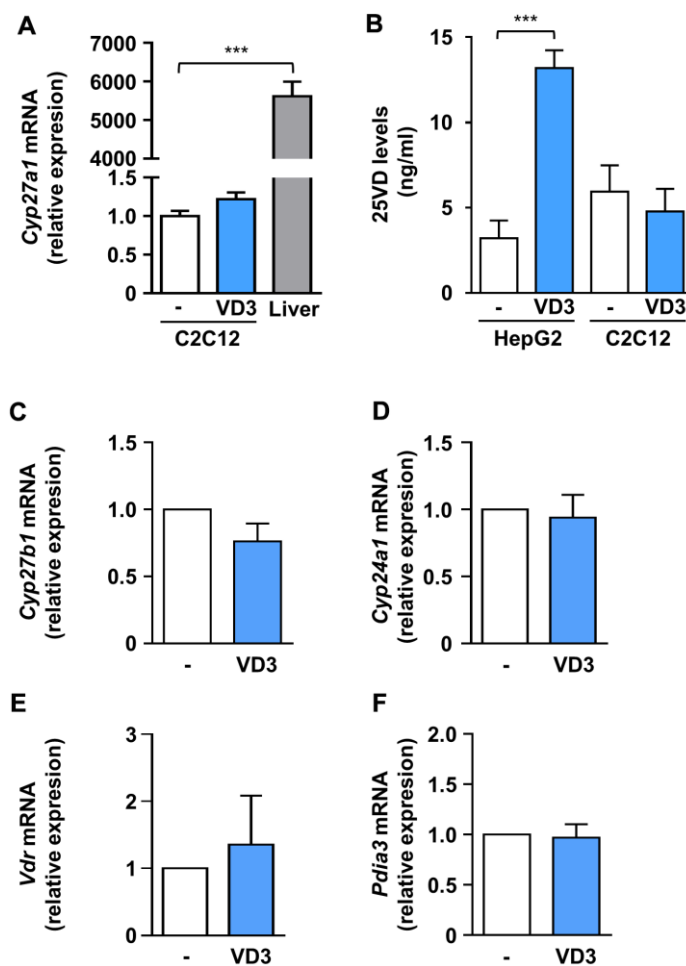 A
Cyp27a1 mRNA
(relative expresion)
7000
6000
5000
4000
1.5
1.0
0.5
0
***
-
VD3
Liver
C2C12
B
25VD levels
(ng/ml)
15
10
5
0
***
-
VD3
-
VD3
HepG2
C2C12
C
Cyp27b1 mRNA
(relative expresion)
1.5
1.0
0.5
0
-
VD3
D
Cyp24a1 mRNA
(relative expresion)
1.5
1.0
0.5
0
-
VD3
E
Vdr mRNA
(relative expresion)
3
2
1
0
-
VD3
F
Pdia3 mRNA
(relative expresion)
2.0
1.5
1.0
0.5
0
-
VD3